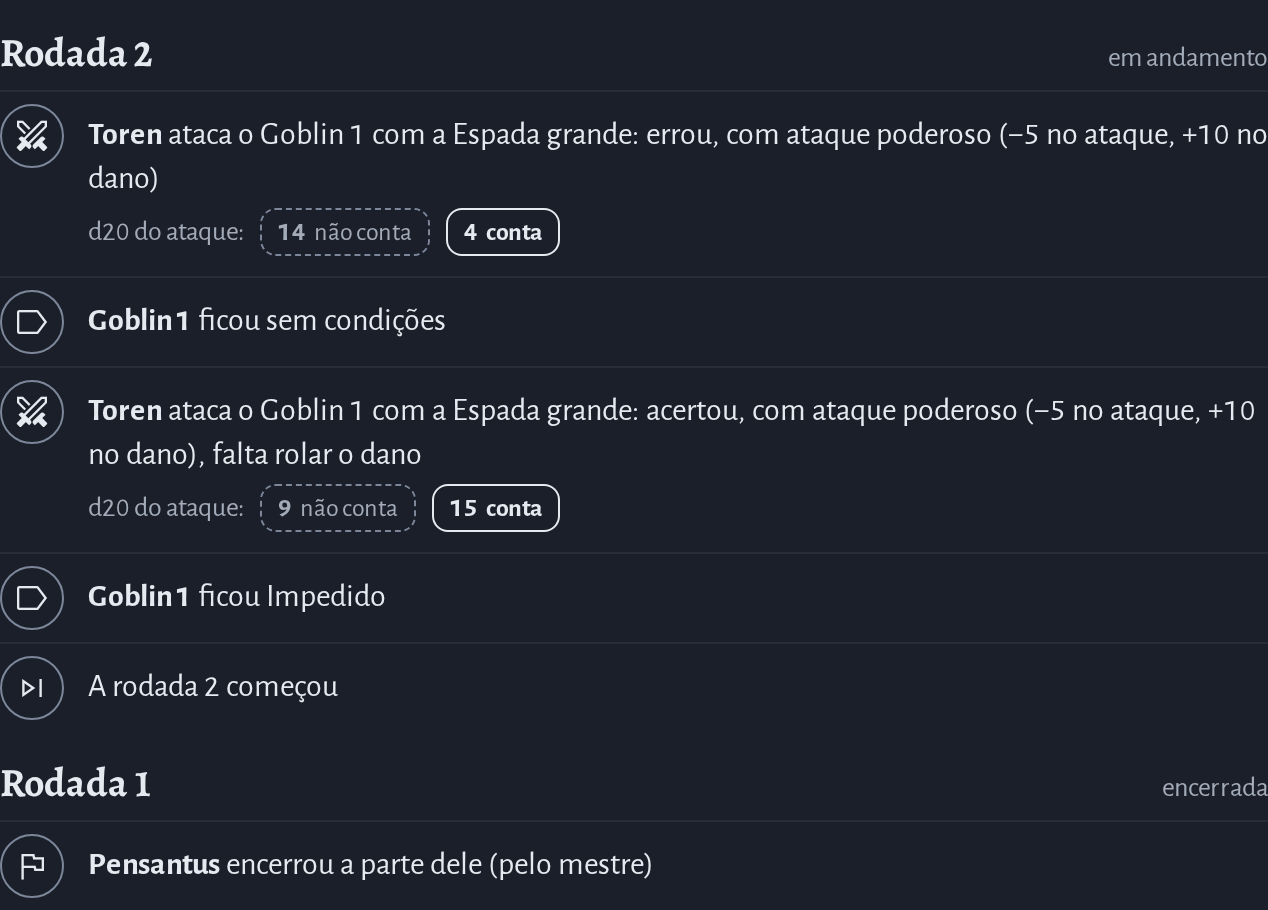 Rodada 2
em andamento
Toren ataca o Goblin 1 com a Espada grande: errou, com ataque poderoso (−5 no ataque, +10 no
dano)
d20 do ataque: 14 não conta 4 conta
Goblin 1 ficou sem condições
Toren ataca o Goblin 1 com a Espada grande: acertou, com ataque poderoso (−5 no ataque, +10
no dano), falta rolar o dano
d20 do ataque: 9 não conta 15 conta
Goblin 1 ficou Impedido
A rodada 2 começou
Rodada 1
encerrada
Pensantus encerrou a parte dele (pelo mestre)